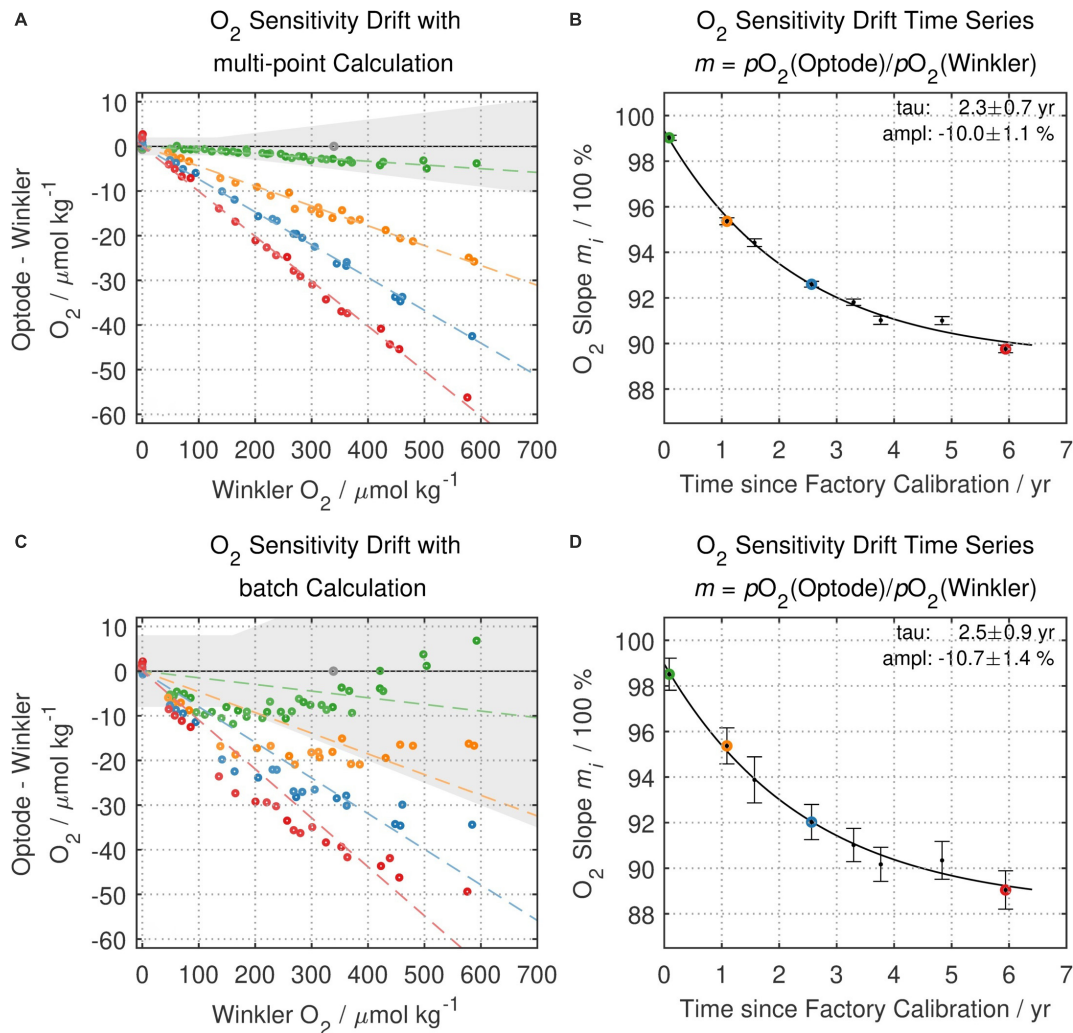 A
O2 Sensitivity Drift with
multi-point Calculation
Optode - Winkler
O2 / μmol kg-1
10
0
-10
-20
-30
-40
-50
-60
0 100 200 300 400 500 600 700
Winkler O2 / μmol kg-1
B
O2 Sensitivity Drift Time Series
m = pO2(Optode)/pO2(Winkler)
tau: 2.3±0.7 yr
ampl: -10.0±1.1 %
O2 Slope mi / 100 %
100
98
96
94
92
90
88
0 1 2 3 4 5 6 7
Time since Factory Calibration / yr
C
O2 Sensitivity Drift with
batch Calculation
Optode - Winkler
O2 / μmol kg-1
10
0
-10
-20
-30
-40
-50
-60
0 100 200 300 400 500 600 700
Winkler O2 / μmol kg-1
D
O2 Sensitivity Drift Time Series
m = pO2(Optode)/pO2(Winkler)
tau: 2.5±0.9 yr
ampl: -10.7±1.4 %
O2 Slope mi / 100 %
100
98
96
94
92
90
88
0 1 2 3 4 5 6 7
Time since Factory Calibration / yr